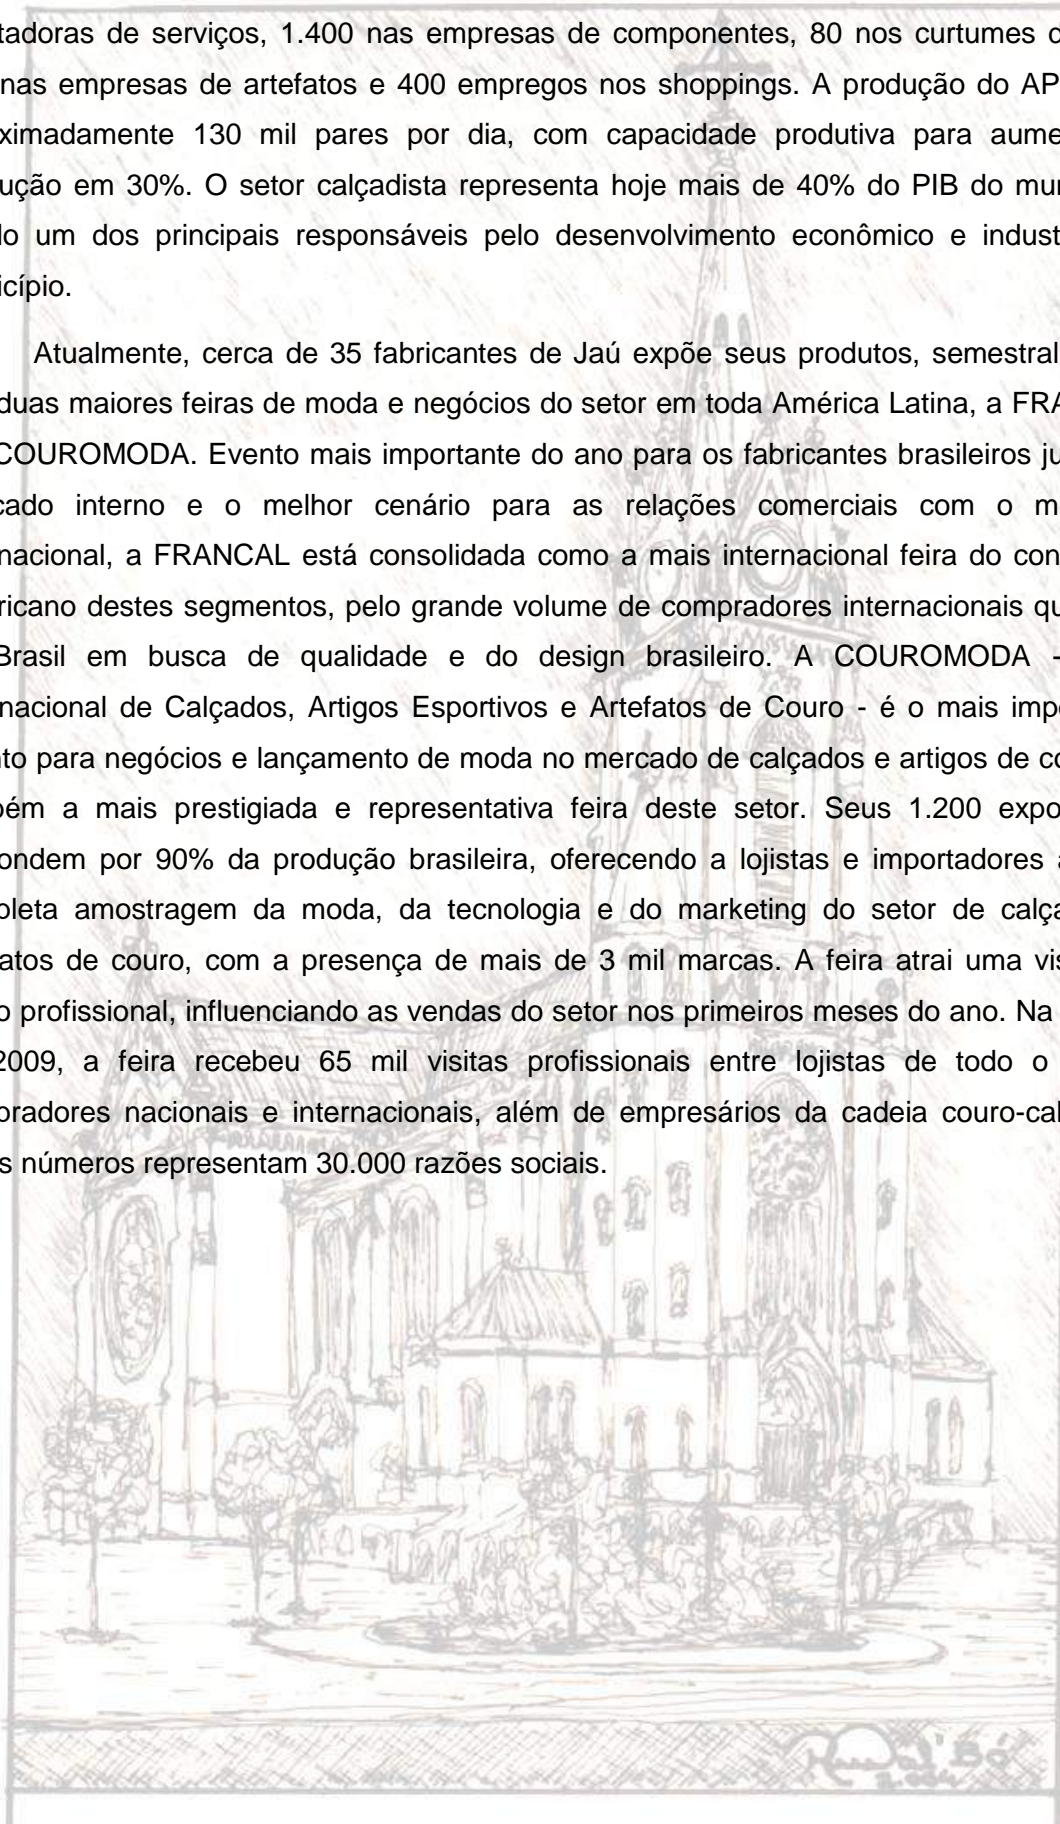 tadoras de serviços, 1.400 nas empresas de componentes, 80 nos curtumes
nas empresas de artefatos e 400 empregos nos shoppings. A produção do AP
ximadamente 130 mil pares por dia, com capacidade produtiva para aume
ução em 30%. O setor calçadista representa hoje mais de 40% do PIB do mu
o um dos principais responsáveis pelo desenvolvimento econômico e indust
icípio.
Atualmente, cerca de 35 fabricantes de Jaú expõe seus produtos, semestral
duas maiores feiras de moda e negócios do setor em toda América Latina, a FRA
COUROMODA. Evento mais importante do ano para os fabricantes brasileiros ju
cado interno e o melhor cenário para as relações comerciais com o m
nacional, a FRANCAL está consolidada como a mais internacional feira do con
ricano destes segmentos, pelo grande volume de compradores internacionais qu
Brasil em busca de qualidade e do design brasileiro. A COUROMODA -
nacional de Calçados, Artigos Esportivos e Artefatos de Couro - é o mais impo
to para negócios e lançamento de moda no mercado de calçados e artigos de co
bém a mais prestigiada e representativa feira deste setor. Seus 1.200 expo
ondem por 90% da produção brasileira, oferecendo a lojistas e importadores a
pleta amostragem da moda, da tecnologia e do marketing do setor de calça
atos de couro, com a presença de mais de 3 mil marcas. A feira atrai uma vis
o profissional, influenciando as vendas do setor nos primeiros meses do ano. Na
2009, a feira recebeu 65 mil visitas profissionais entre lojistas de todo o
pradores nacionais e internacionais, além de empresários da cadeia couro-cal
s números representam 30.000 razões sociais.